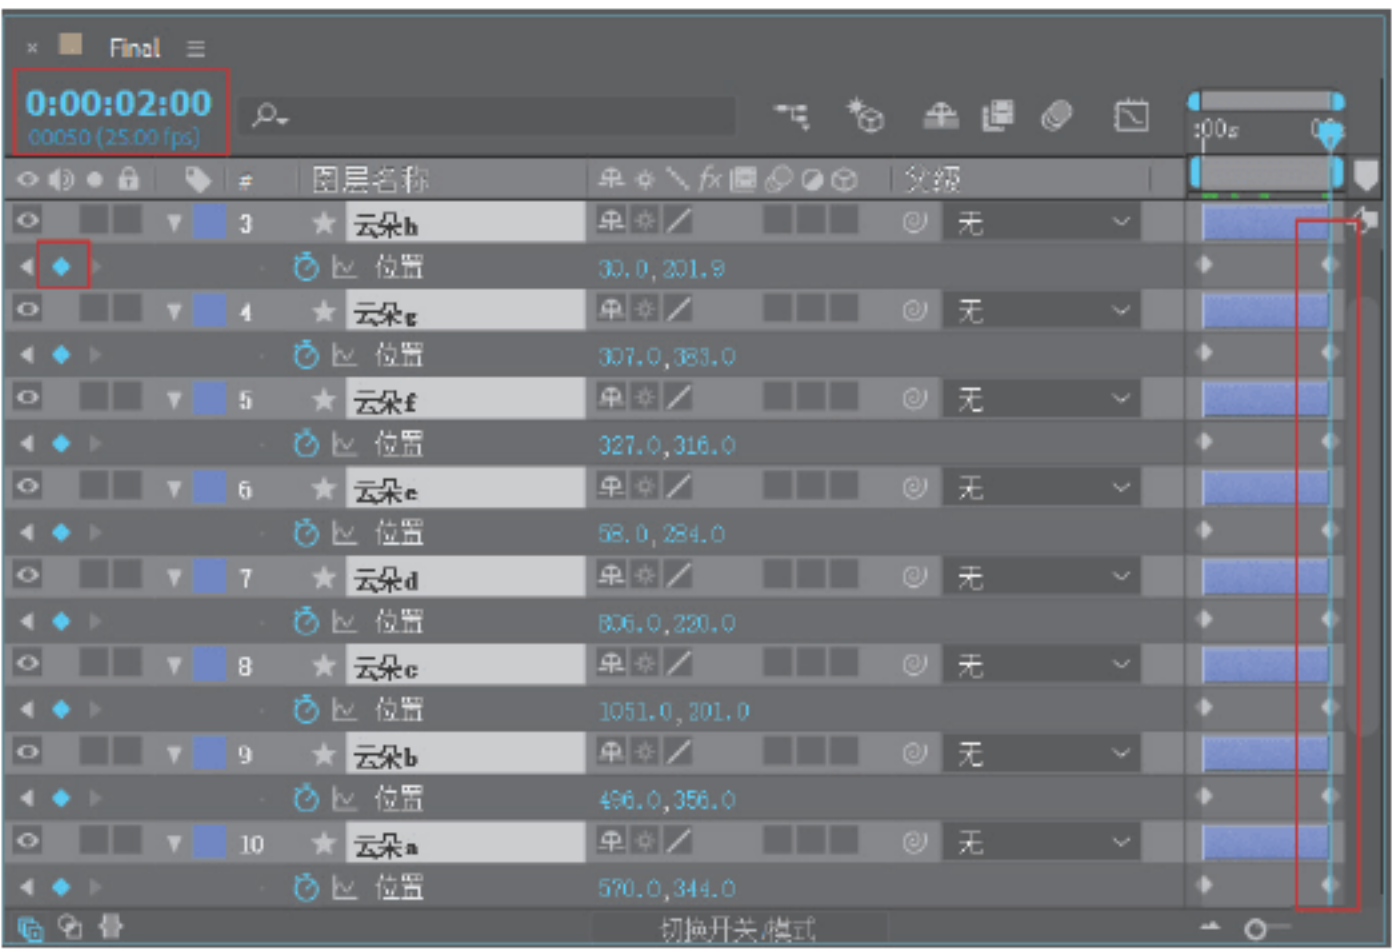 × Final
0:00:02:00
00050 (25.00 fps)
:00s
# 图层名称 fx 父级
3 云朵h 无
位置 30.0,201.9
4 云朵g 无
位置 307.0,383.0
5 云朵f 无
位置 327.0,316.0
6 云朵e 无
位置 58.0,284.0
7 云朵d 无
位置 806.0,220.0
8 云朵c 无
位置 1051.0,201.0
9 云朵b 无
位置 496.0,356.0
10 云朵a 无
位置 570.0,344.0
切换开关/模式